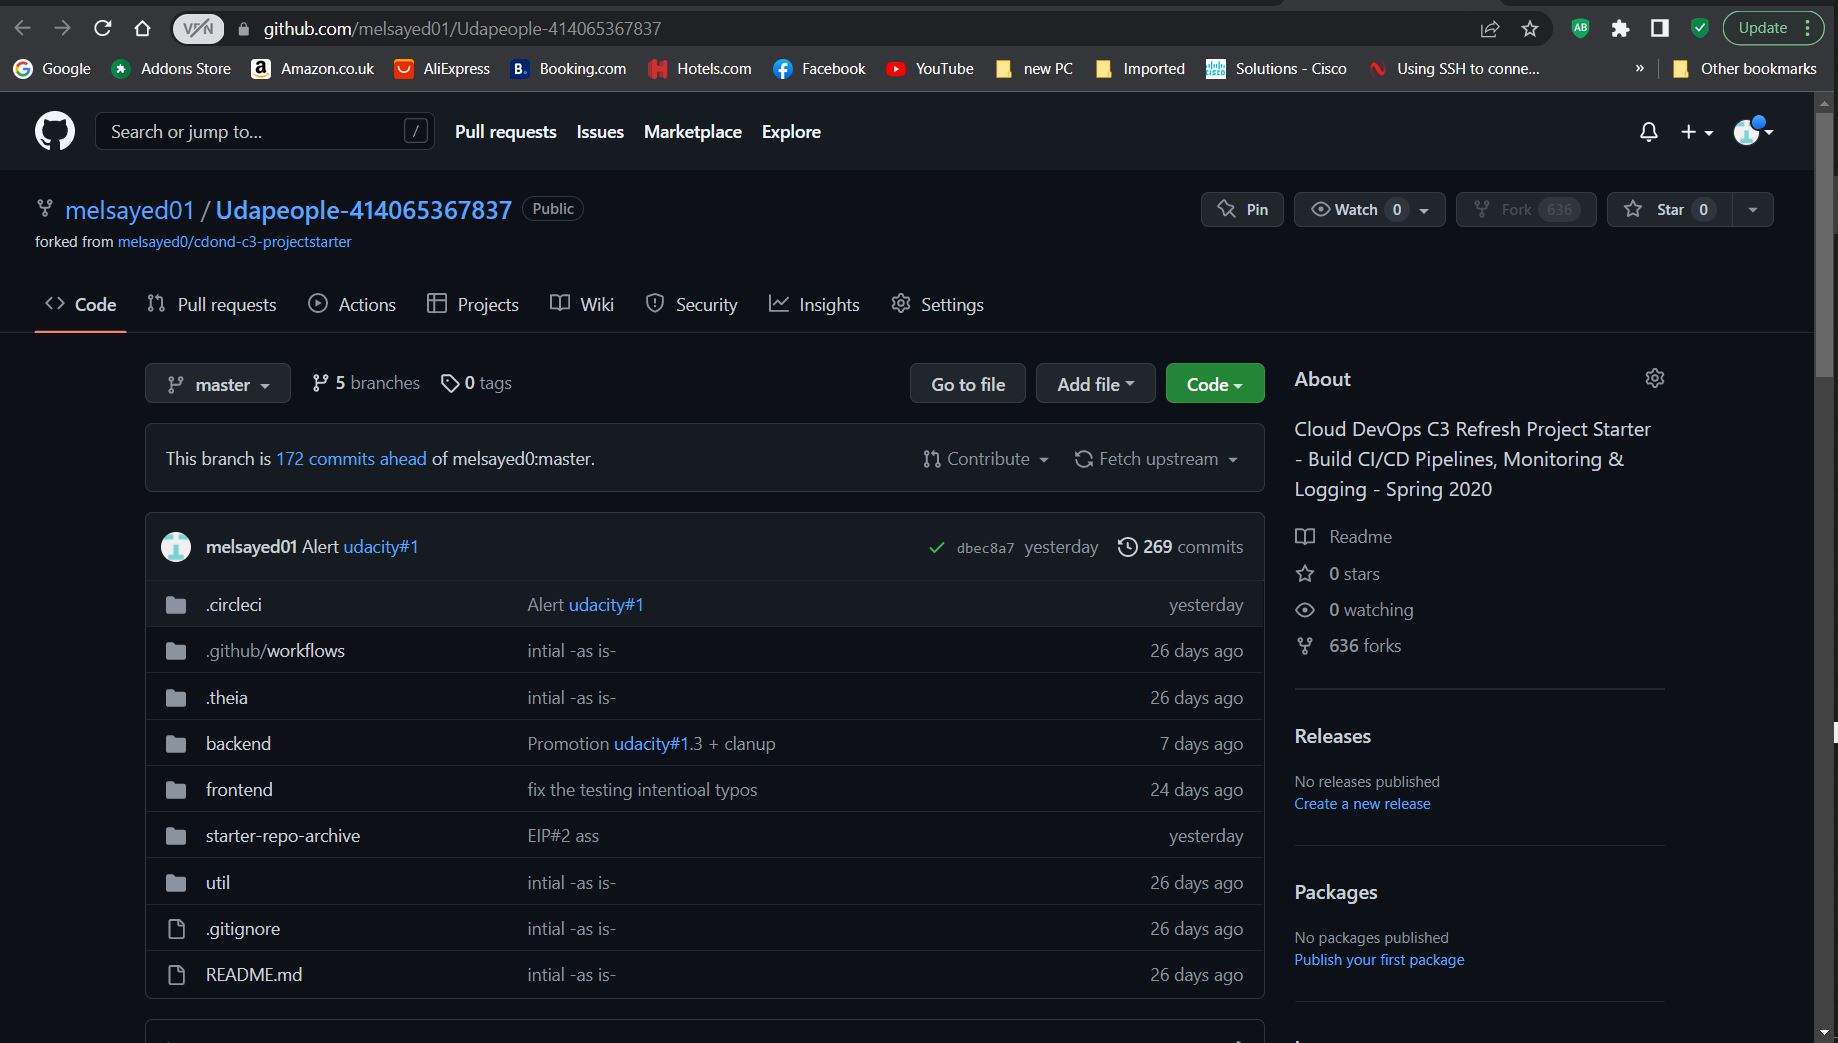 VPN github.com/melsayed01/Udapeople-414065367837 AB Update
Google Addons Store Amazon.co.uk AliExpress B. Booking.com Hotels.com Facebook YouTube new PC Imported Solutions - Cisco Using SSH to conne... » Other bookmarks
Search or jump to... / Pull requests Issues Marketplace Explore
melsayed01 / Udapeople-414065367837 Public Pin Watch 0 Fork 636 Star 0
forked from melsayed0/cdond-c3-projectstarter
Code Pull requests Actions Projects Wiki Security Insights Settings
master 5 branches 0 tags Go to file Add file Code
This branch is 172 commits ahead of melsayed0:master. Contribute Fetch upstream
melsayed01 Alert udacity#1 dbec8a7 yesterday 269 commits
.circleci Alert udacity#1 yesterday
.github/workflows intial -as is- 26 days ago
.theia intial -as is- 26 days ago
backend Promotion udacity#1.3 + clanup 7 days ago
frontend fix the testing intentioal typos 24 days ago
starter-repo-archive EIP#2 ass yesterday
util intial -as is- 26 days ago
.gitignore intial -as is- 26 days ago
README.md intial -as is- 26 days ago
About
Cloud DevOps C3 Refresh Project Starter
- Build CI/CD Pipelines, Monitoring &
Logging - Spring 2020
Readme
0 stars
0 watching
636 forks
Releases
No releases published
Create a new release
Packages
No packages published
Publish your first package